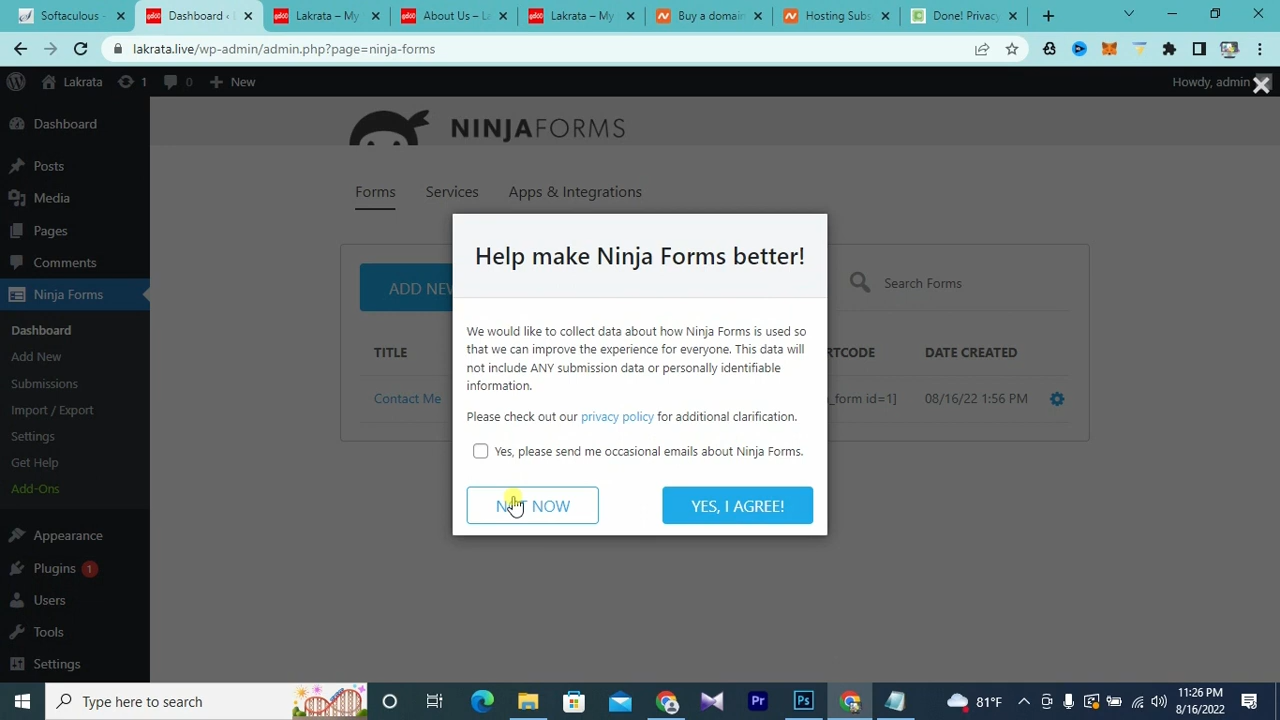 Softaculous -
Dashboard ‹
Lakrata – My
About Us – L
Lakrata – My
Buy a domain
Hosting Subs
Done! Privac
lakrata.live/wp-admin/admin.php?page=ninja-forms
Lakrata
1
0
New
Howdy, admin
Dashboard
Posts
Media
Pages
Comments
Ninja Forms
Dashboard
Add New
Submissions
Import / Export
Settings
Get Help
Add-Ons
Appearance
Plugins 1
Users
Tools
Settings
NINJAFORMS
Forms
Services
Apps & Integrations
ADD NEW
Search Forms
TITLE
RTCODE
DATE CREATED
Contact Me
_form id=1]
08/16/22 1:56 PM
Help make Ninja Forms better!
We would like to collect data about how Ninja Forms is used so
that we can improve the experience for everyone. This data will
not include ANY submission data or personally identifiable
information.
Please check out our privacy policy for additional clarification.
Yes, please send me occasional emails about Ninja Forms.
NOT NOW
YES, I AGREE!
Type here to search
81°F
11:26 PM
8/16/2022